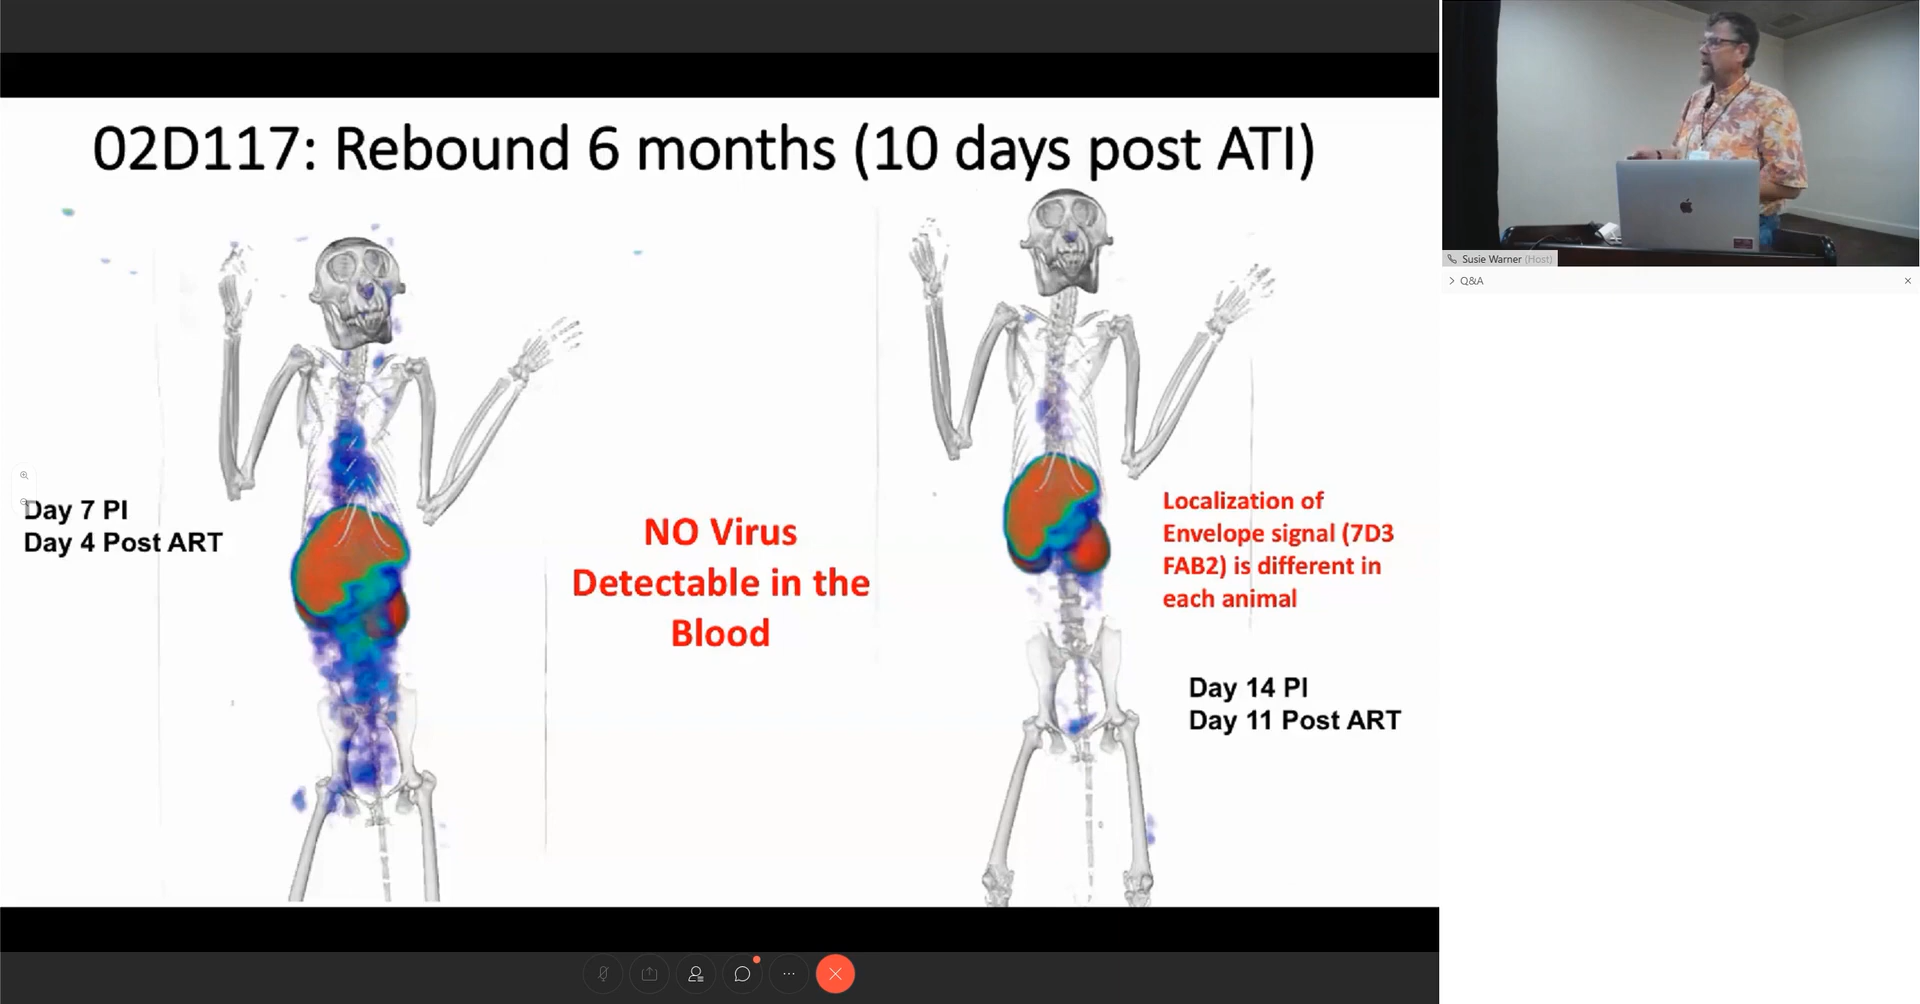 02D117: Rebound 6 months (10 days post ATI)
Day 7 PI
Day 4 Post ART
NO Virus
Detectable in the
Blood
Localization of
Envelope signal (7D3
FAB2) is different in
each animal
Day 14 PI
Day 11 Post ART
Susie Warner (Host)
Q&A